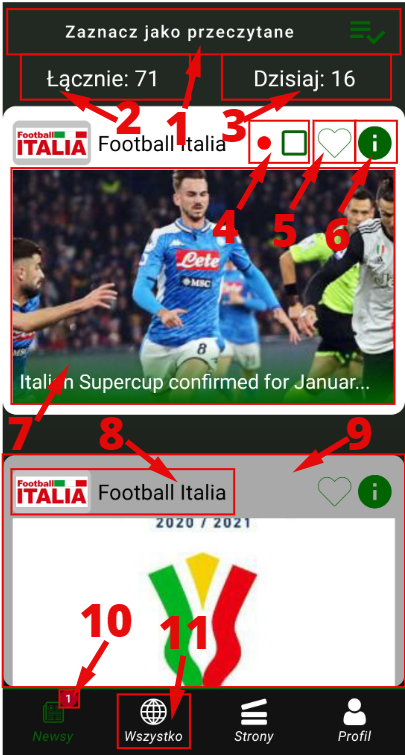 Zaznacz jako przeczytane
Łącznie: 71
Dzisiaj: 16
2
1
3
Football
ITALIA
Football Italia
4
5
6
Lete
MSC
8
Italian Supercup confirmed for Januar...
7
8
9
Football
ITALIA
Football Italia
2020 / 2021
10
11
1
Newsy
Wszystko
Strony
Profil